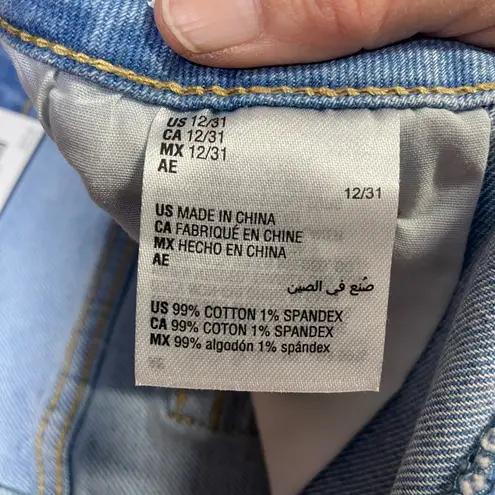 US 12/31
CA 12/31
MX 12/31
AE
12/31
US MADE IN CHINA
CA FABRIQUÉ EN CHINE
MX HECHO EN CHINA
AE
صُنع في الصين
US 99% COTTON 1% SPANDEX
CA 99% COTON 1% SPANDEX
MX 99% algodón 1% spándex